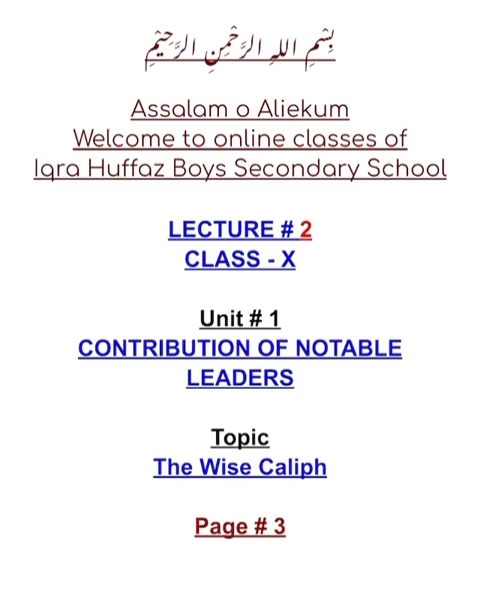 بِسْمِ اللهِ الرَّحْمٰنِ الرَّحِيْمِ
Assalam o Aliekum
Welcome to online classes of
Iqra Huffaz Boys Secondary School
LECTURE # 2
CLASS - X
Unit # 1
CONTRIBUTION OF NOTABLE
LEADERS
Topic
The Wise Caliph
Page # 3